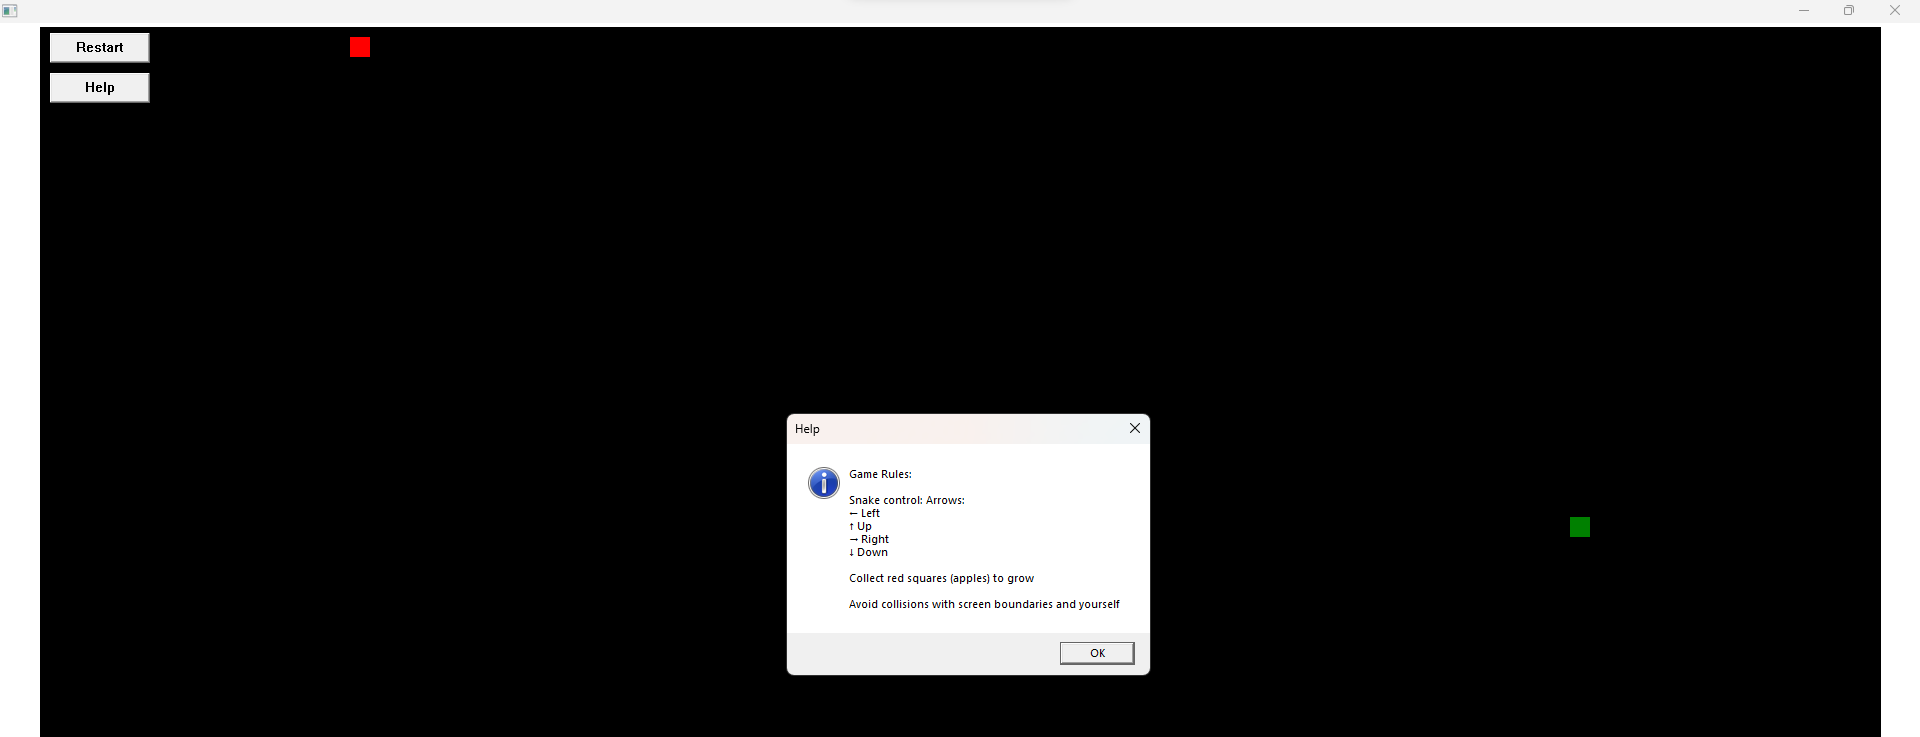 Restart
Help
Help
Game Rules:
Snake control: Arrows:
← Left
↑ Up
→ Right
↓ Down
Collect red squares (apples) to grow
Avoid collisions with screen boundaries and yourself
OK